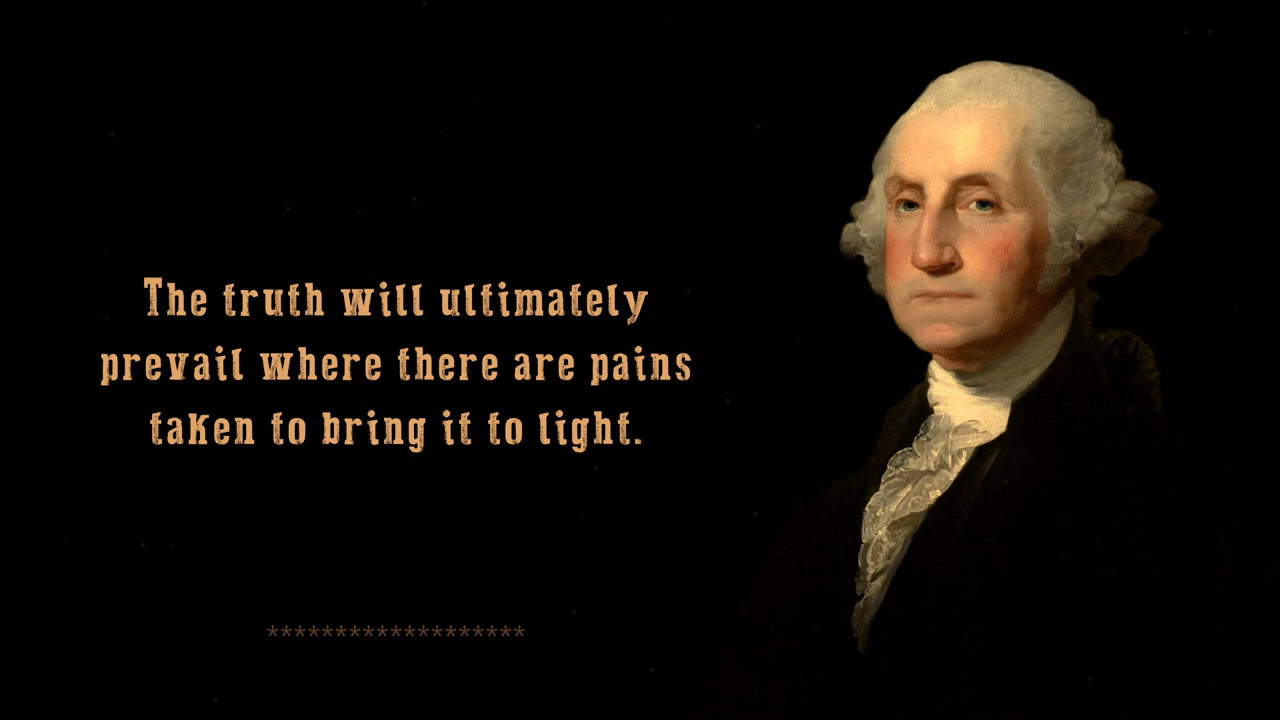 The truth will ultimately
prevail where there are pains
taken to bring it to light.
*******************